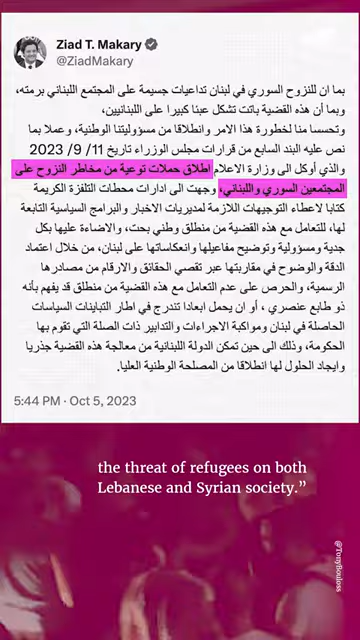 Ziad T. Makary
@ZiadMakary
بما ان للنزوح السوري في لبنان تداعيات جسيمة على المجتمع اللبناني برمته،
وبما أن هذه القضية باتت تشكل عبئا كبيرا على اللبنانيين،
وتحسسا منا لخطورة هذا الامر وانطلاقا من مسؤوليتنا الوطنية، وعملا بما
نص عليه البند السابع من قرارات مجلس الوزراء تاريخ 11/ 9/ 2023
والذي أوكل الى وزارة الاعلام اطلاق حملات توعية من مخاطر النزوح على
المجتمعين السوري واللبناني، وجهت الى ادارات محطات التلفزة الكريمة
كتابا لاعطاء التوجيهات اللازمة لمديريات الاخبار والبرامج السياسية التابعة
لها، للتعامل مع هذه القضية من منطلق وطني بحت، والاضاءة عليها بكل
جدية ومسؤولية وتوضيح مفاعيلها وانعكاساتها على لبنان، من خلال اعتماد
الدقة والوضوح في مقاربتها عبر تقصي الحقائق والارقام من مصادرها
الرسمية، والحرص على عدم التعامل مع هذه القضية من منطلق قد يفهم بأنه
ذو طابع عنصري ، أو ان يحمل ابعادا تندرج في اطار التباينات السياسات
الحاصلة في لبنان ومواكبة الاجراءات والتدابير ذات الصلة التي تقوم بها
الحكومة، وذلك الى حين تمكن الدولة اللبنانية من معالجة هذه القضية جذريا
وايجاد الحلول لها انطلاقا من المصلحة الوطنية العليا.
5:44 PM · Oct 5, 2023
the threat of refugees on both
Lebanese and Syrian society.”
@TonyBouloss